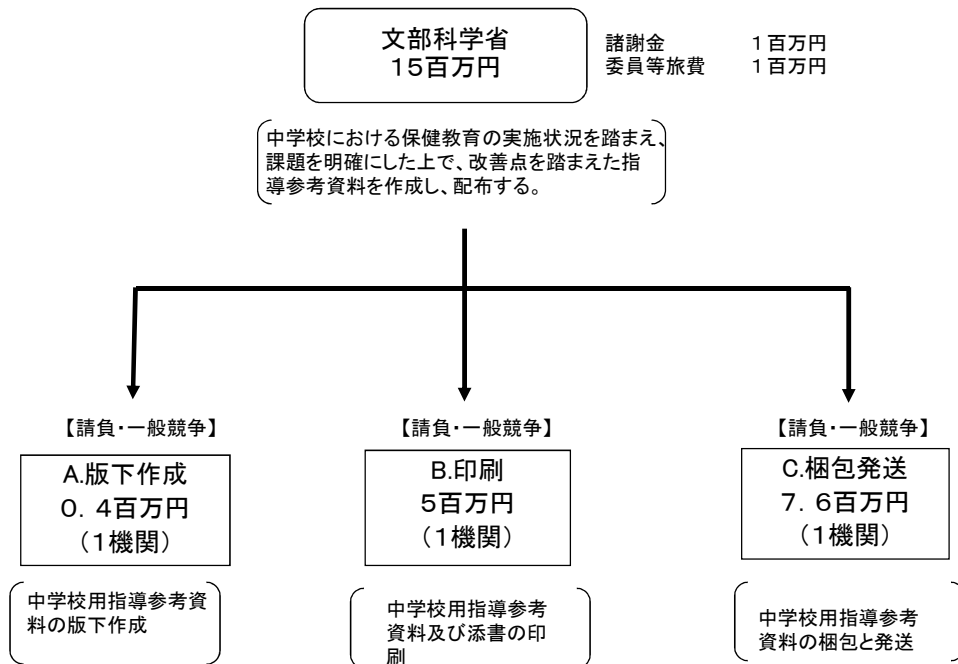 文部科学省
15百万円
諸謝金 1百万円
委員等旅費 1百万円
中学校における保健教育の実施状況を踏まえ、
課題を明確にした上で、改善点を踏まえた指
導参考資料を作成し、配布する。
【請負・一般競争】
A.版下作成
0．4百万円
（1機関）
中学校用指導参考資
料の版下作成
【請負・一般競争】
B.印刷
5百万円
（1機関）
中学校用指導参考
資料及び添書の印
刷
【請負・一般競争】
C.梱包発送
7．6百万円
（1機関）
中学校用指導参考
資料の梱包と発送